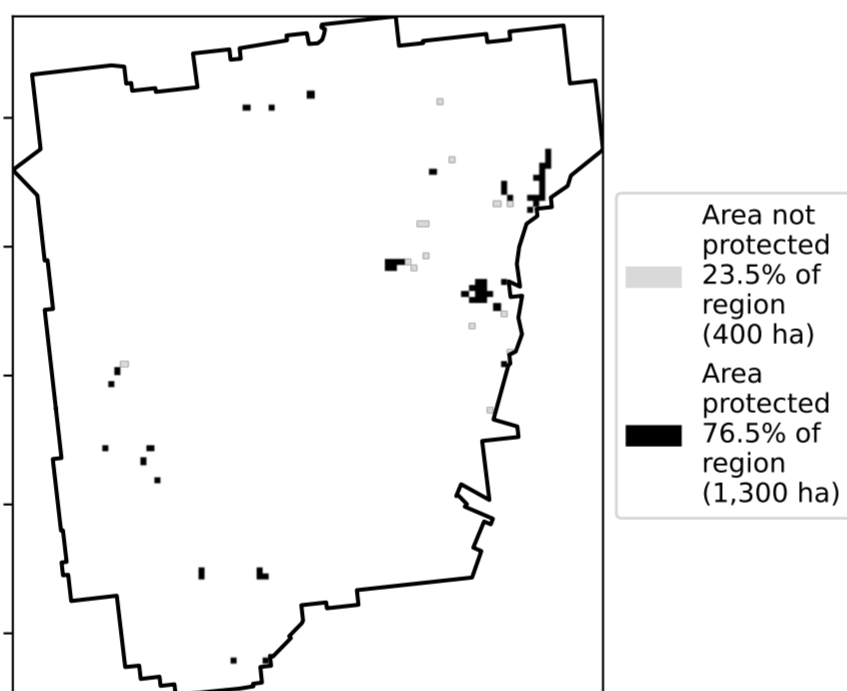 Area not
protected
23.5% of
region
(400 ha)
Area
protected
76.5% of
region
(1,300 ha)